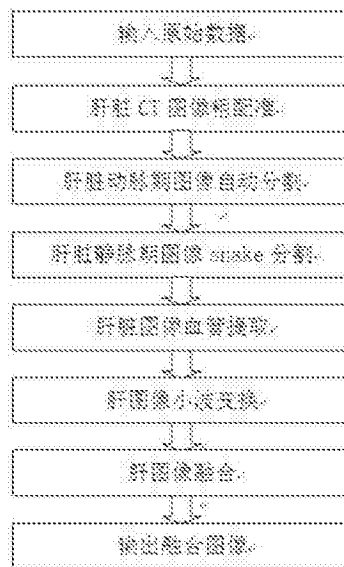 输入原始数据
肝脏 CT 图像粗配准
肝脏动脉期图像自动分割
肝脏静脉期图像 snake 分割
肝脏图像血管提取
肝图像小波变换
肝图像融合
输出融合图像